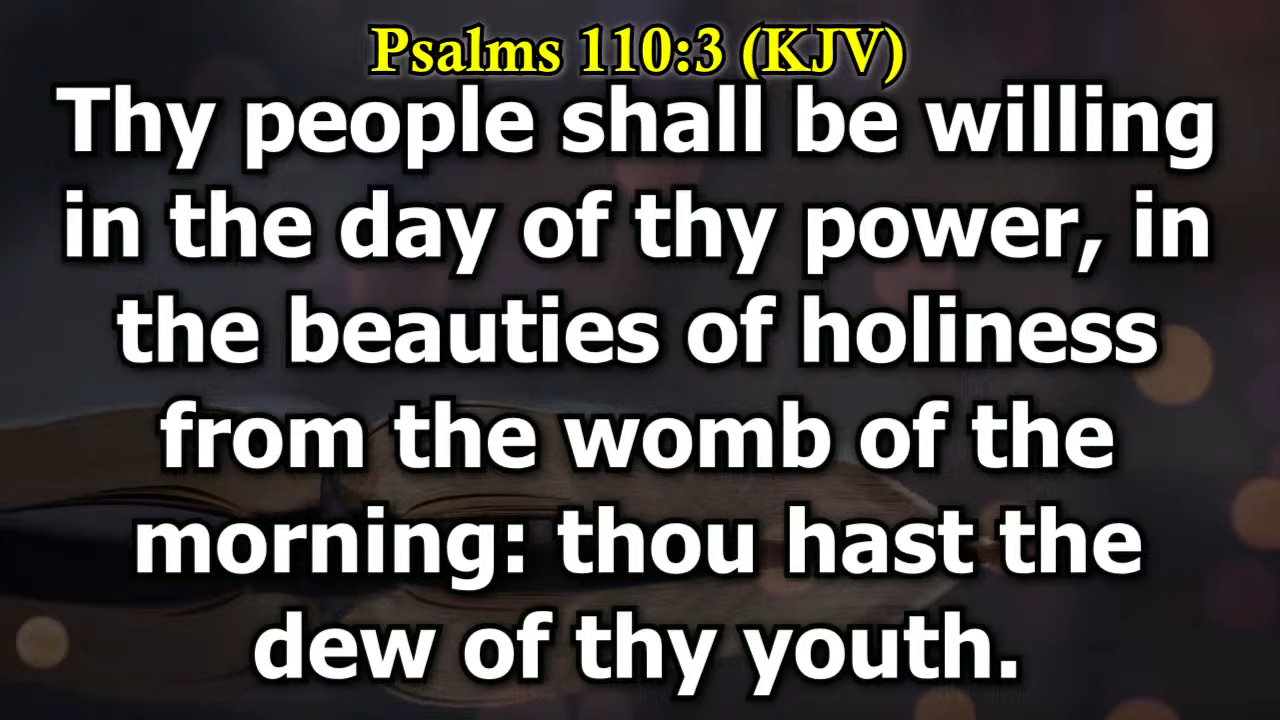 Psalms 110:3 (KJV)
Thy people shall be willing
in the day of thy power, in
the beauties of holiness
from the womb of the
morning: thou hast the
dew of thy youth.